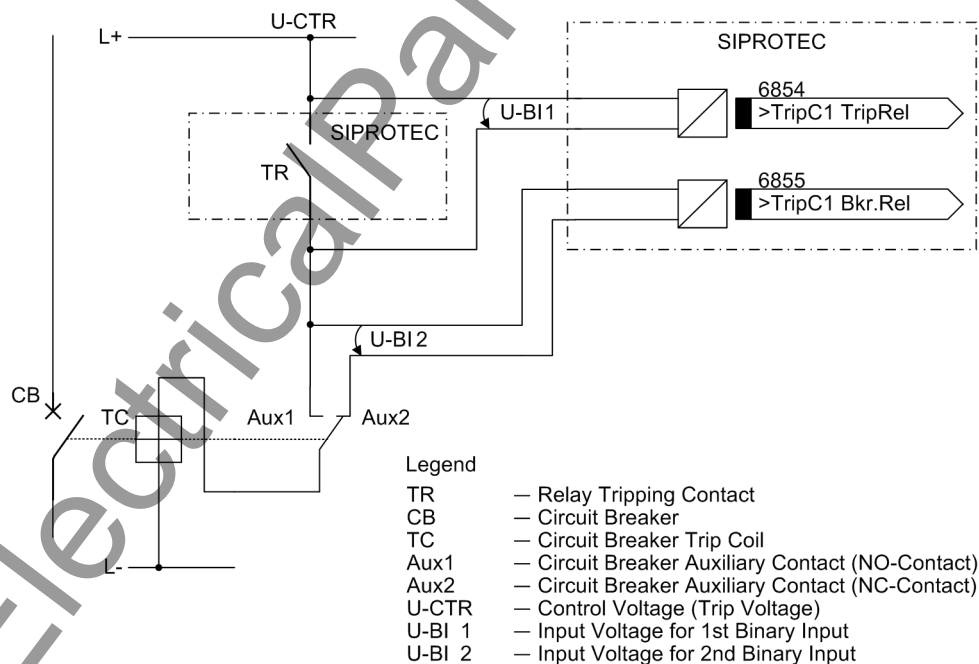 U-CTR
L+
SIPROTEC
6854
>TripC1 TripRel
U-BI1
SIPROTEC
TR
6855
>TripC1 Bkr.Rel
U-BI 2
CB
TC
Aux1
Aux2
Legend
TR — Relay Tripping Contact
CB — Circuit Breaker
TC — Circuit Breaker Trip Coil
Aux1 — Circuit Breaker Auxiliary Contact (NO-Contact)
Aux2 — Circuit Breaker Auxiliary Contact (NC-Contact)
U-CTR — Control Voltage (Trip Voltage)
U-BI 1 — Input Voltage for 1st Binary Input
U-BI 2 — Input Voltage for 2nd Binary Input
L-
ElectricalPa